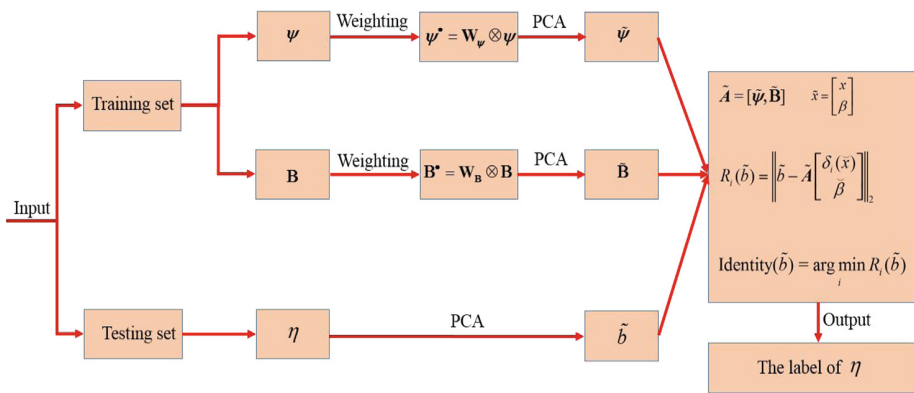 Input
Training set
Testing set
ψ
Weighting
ψ• = W_ψ ⊗ ψ
PCA
ψ̃
B
Weighting
B• = W_B ⊗ B
PCA
B̃
η
PCA
b̃
Ã = [ψ̃, B̃] x̃ = [x β]
R_i(b̃) = ‖b̃ − Ã [δ_i(x̆) β̆]‖_2
Identity(b̃) = arg min_i R_i(b̃)
Output
The label of η